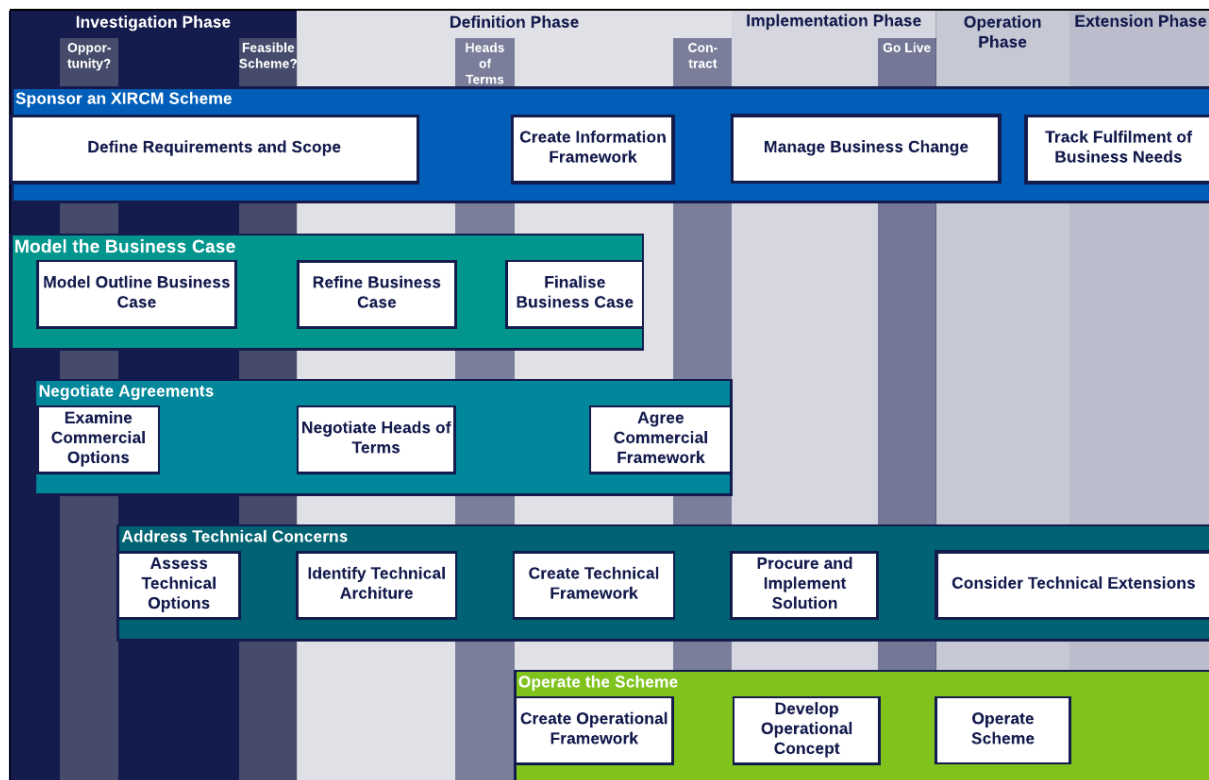 Investigation Phase
Definition Phase
Implementation Phase
Operation
Phase
Extension Phase
Oppor-
tunity?
Feasible
Scheme?
Heads
of
Terms
Con-
tract
Go Live
Sponsor an XIRCM Scheme
Define Requirements and Scope
Create Information
Framework
Manage Business Change
Track Fulfilment of
Business Needs
Model the Business Case
Model Outline Business
Case
Refine Business
Case
Finalise
Business Case
Negotiate Agreements
Examine
Commercial
Options
Negotiate Heads of
Terms
Agree
Commercial
Framework
Address Technical Concerns
Assess
Technical
Options
Identify Technical
Architure
Create Technical
Framework
Procure and
Implement
Solution
Consider Technical Extensions
Operate the Scheme
Create Operational
Framework
Develop
Operational
Concept
Operate
Scheme